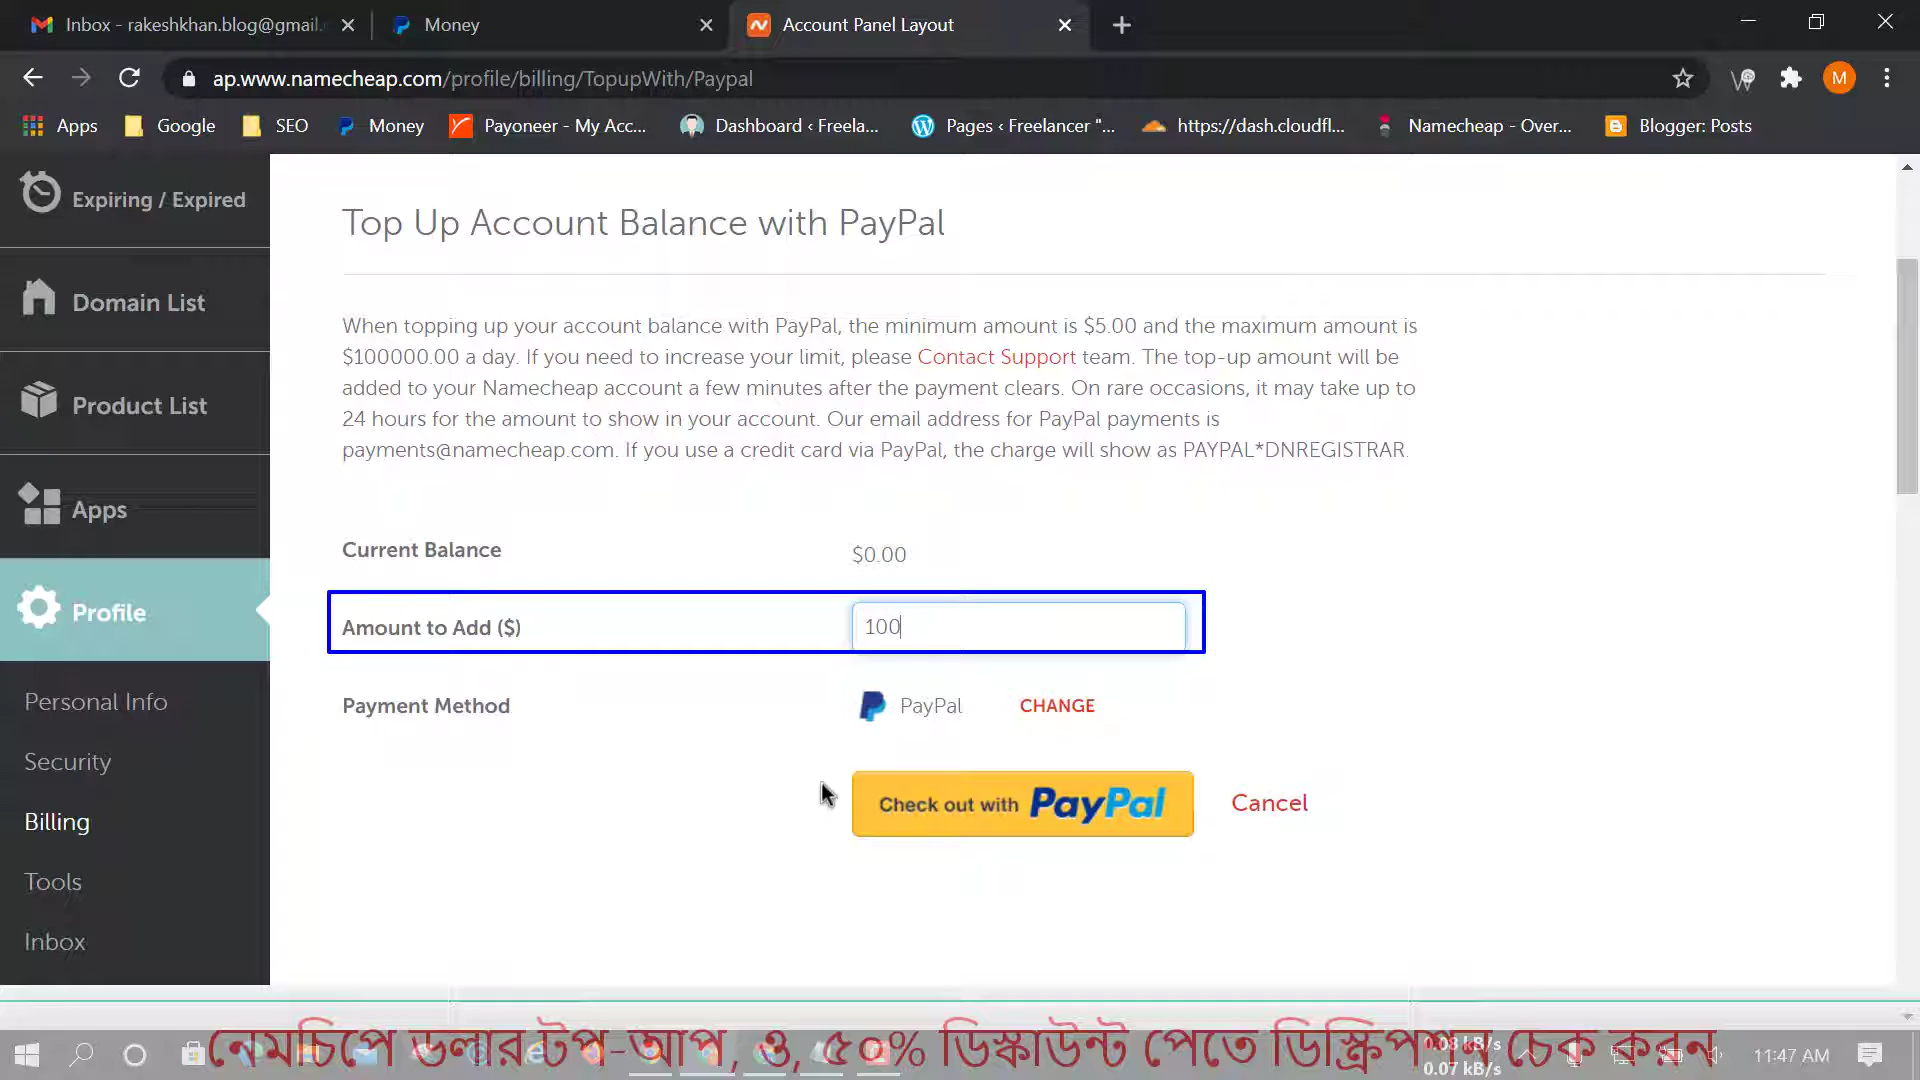 Inbox - rakeshkhan.blog@gmail.
Money
Account Panel Layout
ap.www.namecheap.com/profile/billing/TopupWith/Paypal
M
Apps
Google
SEO
Money
Payoneer - My Acc...
Dashboard ‹ Freela...
Pages ‹ Freelancer "...
https://dash.cloudfl...
Namecheap - Over...
Blogger: Posts
Expiring / Expired
Domain List
Product List
Apps
Profile
Personal Info
Security
Billing
Tools
Inbox
Top Up Account Balance with PayPal
When topping up your account balance with PayPal, the minimum amount is $5.00 and the maximum amount is
$100000.00 a day. If you need to increase your limit, please Contact Support team. The top-up amount will be
added to your Namecheap account a few minutes after the payment clears. On rare occasions, it may take up to
24 hours for the amount to show in your account. Our email address for PayPal payments is
payments@namecheap.com. If you use a credit card via PayPal, the charge will show as PAYPAL*DNREGISTRAR.
Current Balance
$0.00
Amount to Add ($)
100
Payment Method
PayPal
CHANGE
Check out with PayPal
Cancel
নেমচিপে ডলার টপ-আপ, ও, ৫০% ডিস্কাউন্ট পেতে ডিস্ক্রিপশন চেক করুন
0.08 kB/s
0.07 kB/s
11:47 AM